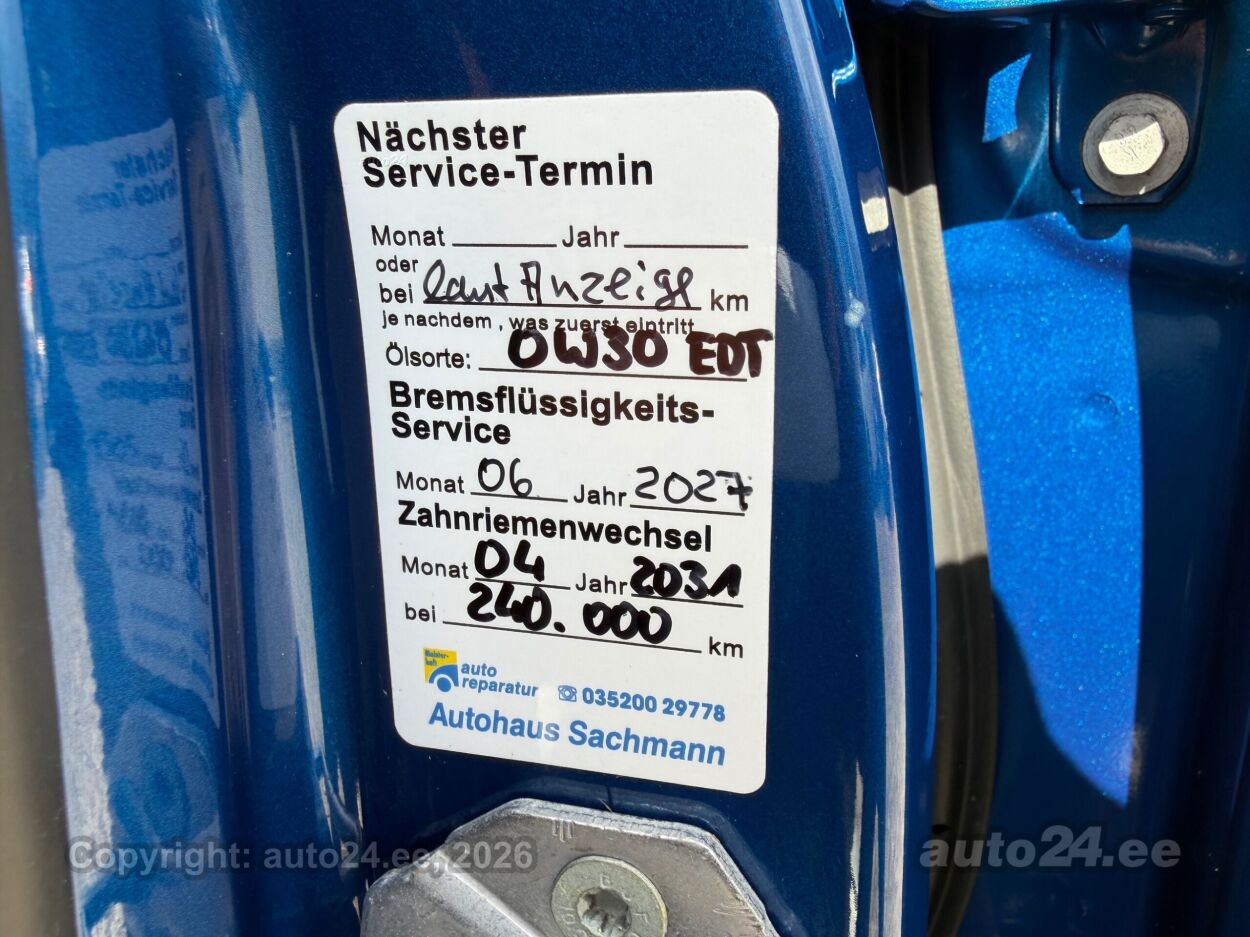 Nächster
Service-Termin
Monat Jahr
oder
bei laut Anzeige km
je nachdem, was zuerst eintritt
Ölsorte: 0W30 EDT
Bremsflüssigkeits-
Service
Monat 06 Jahr 2027
Zahnriemenwechsel
Monat 04 Jahr 2031
bei 240.000 km
Meister-
haft
auto
reparatur ☎ 035200 29778
Autohaus Sachmann
Copyright: auto24.ee, 2026
auto24.ee